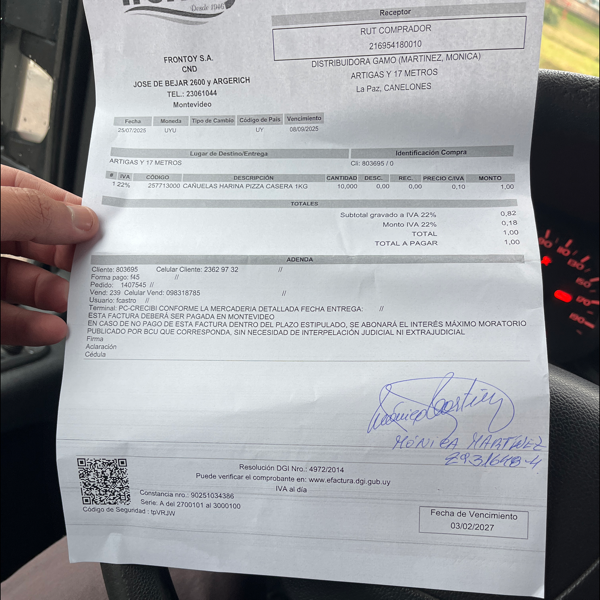 Desde 1946
FRONTOY S.A.
CND
JOSE DE BEJAR 2600 y ARGERICH
TEL.: 23061044
Montevideo
Receptor
RUT COMPRADOR
216954180010
DISTRIBUIDORA GAMO (MARTINEZ, MONICA)
ARTIGAS Y 17 METROS
La Paz, CANELONES
Fecha Moneda Tipo de Cambio Código de País Vencimiento
25/07/2025 UYU UY 08/09/2025
Lugar de Destino/Entrega Identificación Compra
ARTIGAS Y 17 METROS Cli: 803695 / 0
# IVA CÓDIGO DESCRIPCIÓN CANTIDAD DESC. REC. PRECIO C/IVA MONTO
1 22% 257713000 CAÑUELAS HARINA PIZZA CASERA 1KG 10,000 0,00 0,00 0,10 1,00
TOTALES
Subtotal gravado a IVA 22% 0,82
Monto IVA 22% 0,18
TOTAL 1,00
TOTAL A PAGAR 1,00
ADENDA
Cliente: 803695 Celular Cliente: 2362 97 32 //
Forma pago: f45 //
Pedido: 1407545 //
Vend: 239 Celular Vend: 098318785 //
Usuario: fcastro //
Terminal: PC-CRECIBI CONFORME LA MERCADERIA DETALLADA FECHA ENTREGA: //
ESTA FACTURA DEBERÁ SER PAGADA EN MONTEVIDEO
EN CASO DE NO PAGO DE ESTA FACTURA DENTRO DEL PLAZO ESTIPULADO, SE ABONARÁ EL INTERÉS MÁXIMO MORATORIO
PUBLICADO POR BCU QUE CORRESPONDA, SIN NECESIDAD DE INTERPELACIÓN JUDICIAL NI EXTRAJUDICIAL
Firma
Aclaración
Cédula
MÓNICA MARTINEZ
Resolución DGI Nro.: 4972/2014
Puede verificar el comprobante en: www.efactura.dgi.gub.uy
IVA al día
Constancia nro.: 90251034386
Serie: A del 2700101 al 3000100
Código de Seguridad : tpVRJW
Fecha de Vencimiento
03/02/2027